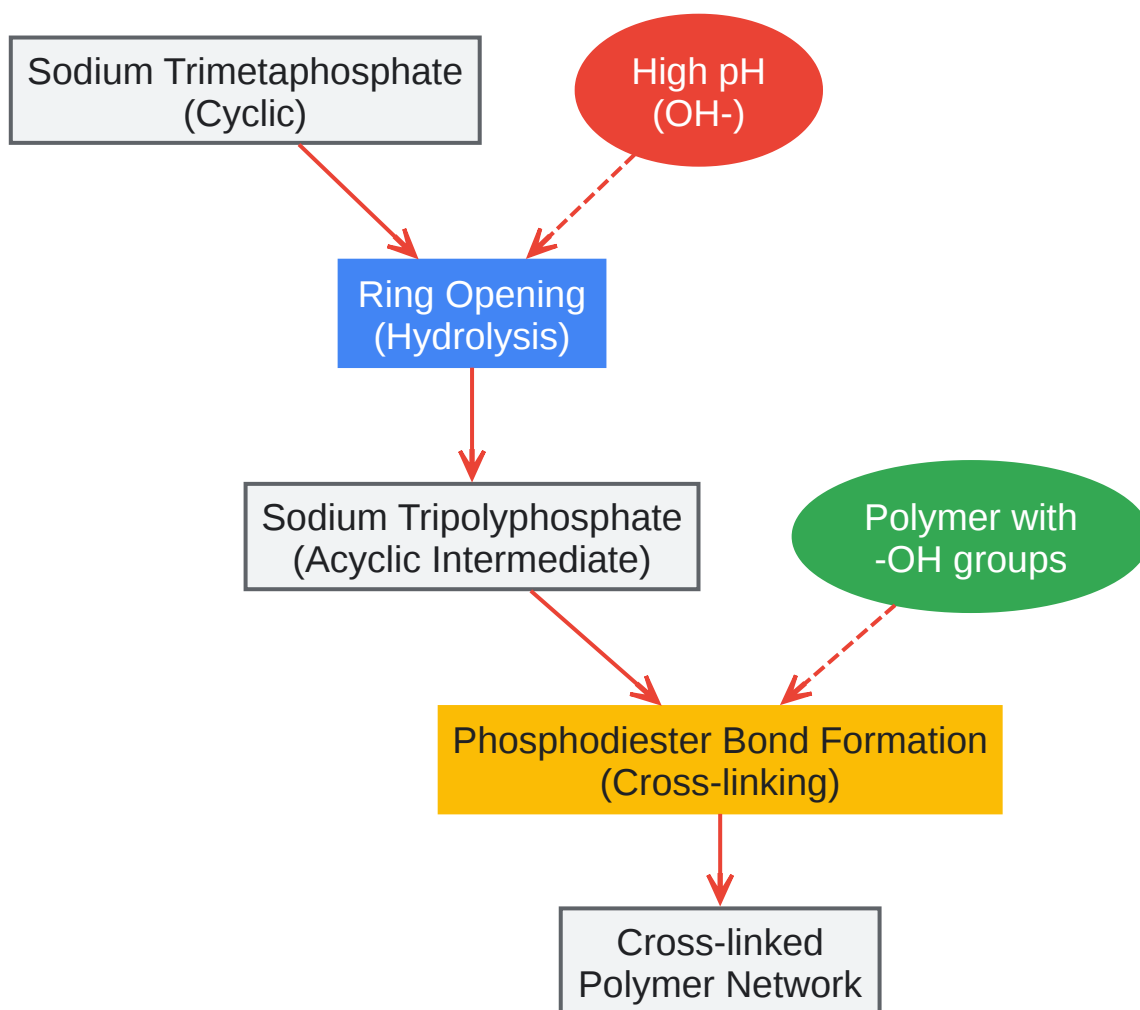 Sodium Trimetaphosphate
(Cyclic)
High pH
(OH-)
Ring Opening
(Hydrolysis)
Sodium Tripolyphosphate
(Acyclic Intermediate)
Polymer with
-OH groups
Phosphodiester Bond Formation
(Cross-linking)
Cross-linked
Polymer Network